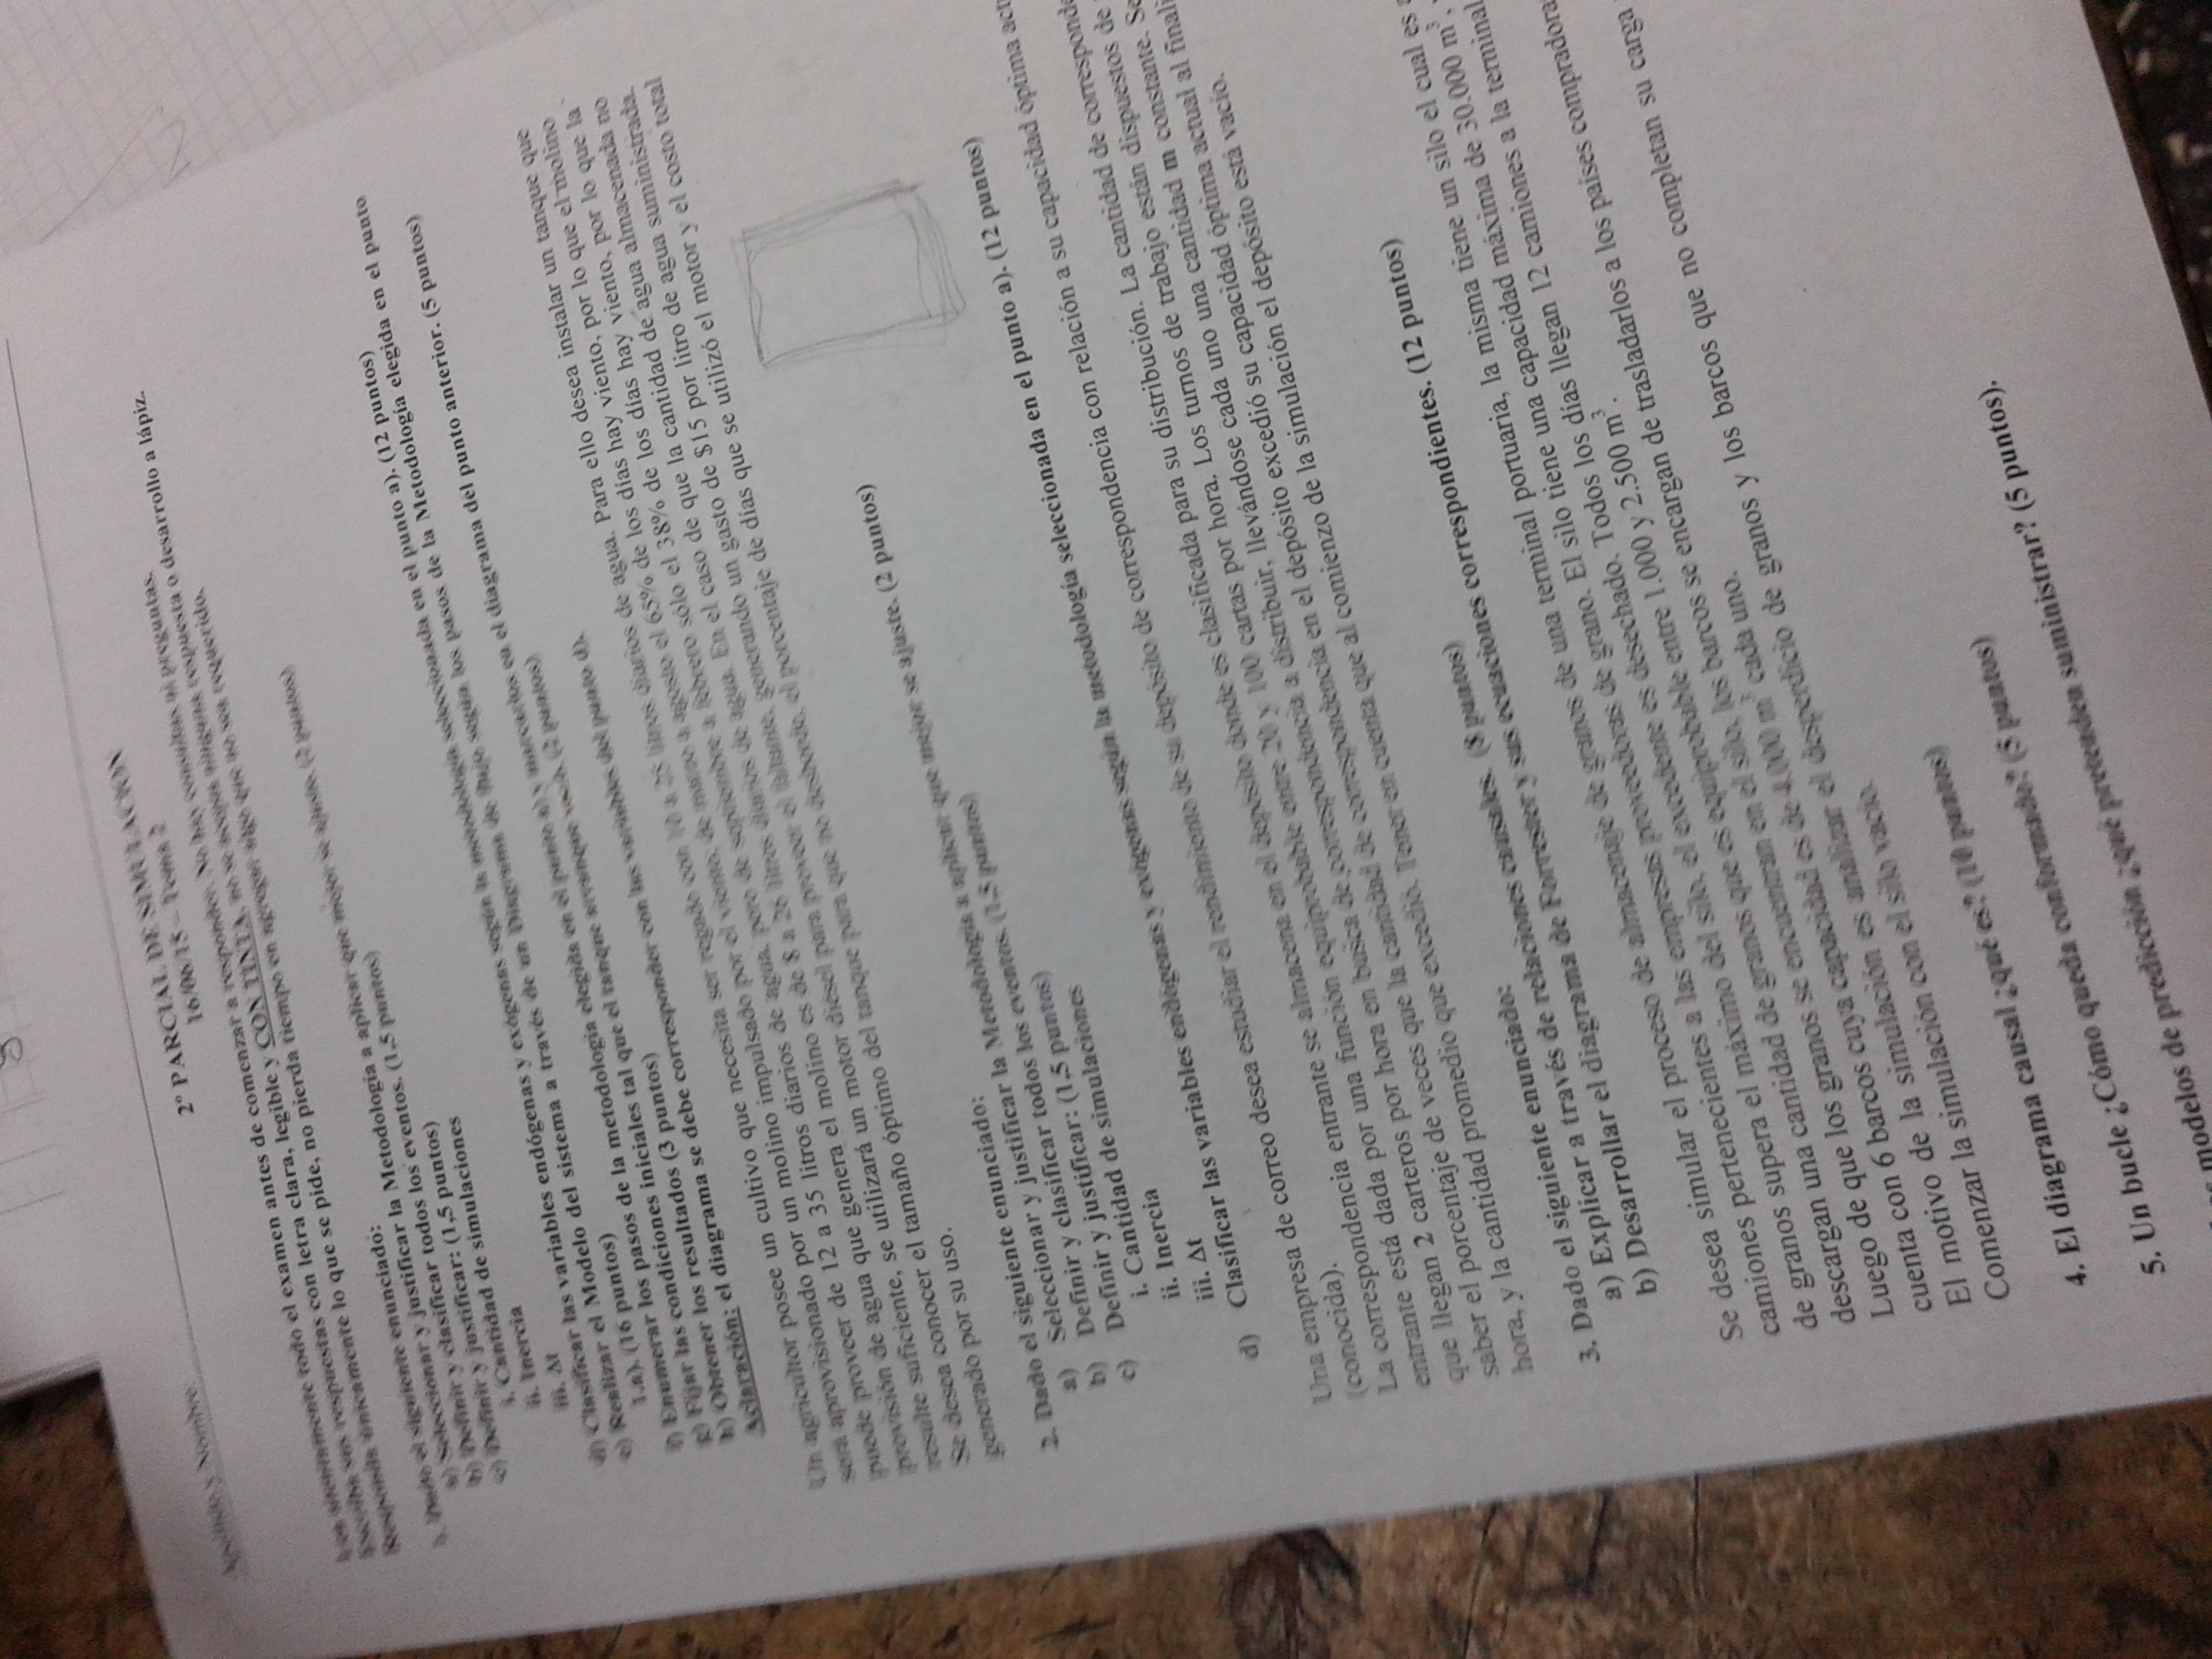 Apellido y Nombre:
2º PARCIAL DE SIMULACION
16/06/15 – Tema 2
Lea atentamente todo el examen antes de comenzar a responder. No hay consultas ni preguntas.
Escriba sus respuestas con letra clara, legible y CON TINTA, no se acepta ninguna respuesta o desarrollo a lápiz.
Responda únicamente lo que se pide, no pierda tiempo en agregar algo que no sea requerido.
1. Dado el siguiente enunciado:
a) Seleccionar y justificar la Metodología a aplicar que mejor se ajuste. (2 puntos)
b) Definir y clasificar todos los eventos. (1,5 puntos)
c) Definir y justificar: (1,5 puntos)
i. Cantidad de simulaciones
ii. Inercia
iii. Δt
d) Clasificar las variables endógenas y exógenas según la metodología seleccionada en el punto a). (12 puntos)
e) Realizar el Modelo del sistema a través de un Diagrama de flujo según los pasos de la Metodología elegida en el punto
1.a). (16 puntos)
f) Enumerar los pasos de la metodología elegida en el punto a) y marcarlos en el diagrama del punto anterior. (5 puntos)
g) Fijar las condiciones iniciales tal que el tanque arranque vacío. (2 puntos)
h) Obtener los resultados (3 puntos)
Aclaración: el diagrama se debe corresponder con las variables del punto d).
Un agricultor posee un cultivo que necesita ser regado con 10 a 25 litros diarios de agua. Para ello desea instalar un tanque que
será aprovisionado por un molino impulsado por el viento; de marzo a agosto el 65% de los días hay viento, por lo que el molino
puede proveer de 12 a 35 litros diarios de agua, pero de septiembre a febrero sólo el 38% de los días hay viento, por lo que la
provisión de agua que genera el molino es de 8 a 26 litros diarios de agua. En el caso de que la cantidad de agua almacenada no
resulte suficiente, se utilizará un motor diésel para proveer el faltante, generando un gasto de $15 por litro de agua suministrada.
Se desea conocer el tamaño óptimo del tanque para que no desborde, el porcentaje de días que se utilizó el motor y el costo total
generado por su uso.
2. Dado el siguiente enunciado:
a) Seleccionar y justificar la Metodología a aplicar que mejor se ajuste. (2 puntos)
b) Definir y clasificar todos los eventos. (1,5 puntos)
c) Definir y justificar: (1,5 puntos)
i. Cantidad de simulaciones
ii. Inercia
iii. Δt
d) Clasificar las variables endógenas y exógenas según la metodología seleccionada en el punto a). (12 puntos)
Una empresa de correo desea estudiar el rendimiento de su depósito de correspondencia con relación a su capacidad óptima
(conocida).
La correspondencia entrante se almacena en el depósito donde es clasificada para su distribución. La cantidad de
entrante está dada por una función equiprobable entre 20 y 100 cartas por hora. Los turnos de trabajo están dispuestos de
que llegan 2 carteros por hora en busca de correspondencia a distribuir, llevándose cada uno una cantidad m constante.
saber el porcentaje de veces que la cantidad de correspondencia en el depósito excedió su capacidad óptima actual al
hora, y la cantidad promedio que excedió. Tener en cuenta que al comienzo de la simulación el depósito está vacío.
3. Dado el siguiente enunciado:
a) Explicar a través de relaciones causales. (8 puntos)
b) Desarrollar el diagrama de Forrester y sus ecuaciones correspondientes. (12 puntos)
Se desea simular el proceso de almacenaje de granos de una terminal portuaria, la misma tiene un silo el cual es
camiones pertenecientes a las empresas proveedoras de grano. El silo tiene una capacidad máxima de 30.000 m³,
de granos supera el máximo del silo, el excedente es desechado. Todos los días llegan 12 camiones a la terminal
descargan una cantidad de granos que es equiprobable entre 1.000 y 2.500 m³.
Luego de que los granos se encuentran en el silo, los barcos se encargan de trasladarlos a los países
cuenta con 6 barcos cuya capacidad es de 4.000 m³ cada uno.
El motivo de la simulación es analizar el desperdicio de granos y los barcos que no completan su carga
Comenzar la simulación con el silo vacío.
4. El diagrama causal ¿qué es? (10 puntos)
5. Un bucle ¿Cómo queda conformado? (5 puntos)
modelos de predicción ¿qué pretenden suministrar? (5 puntos).